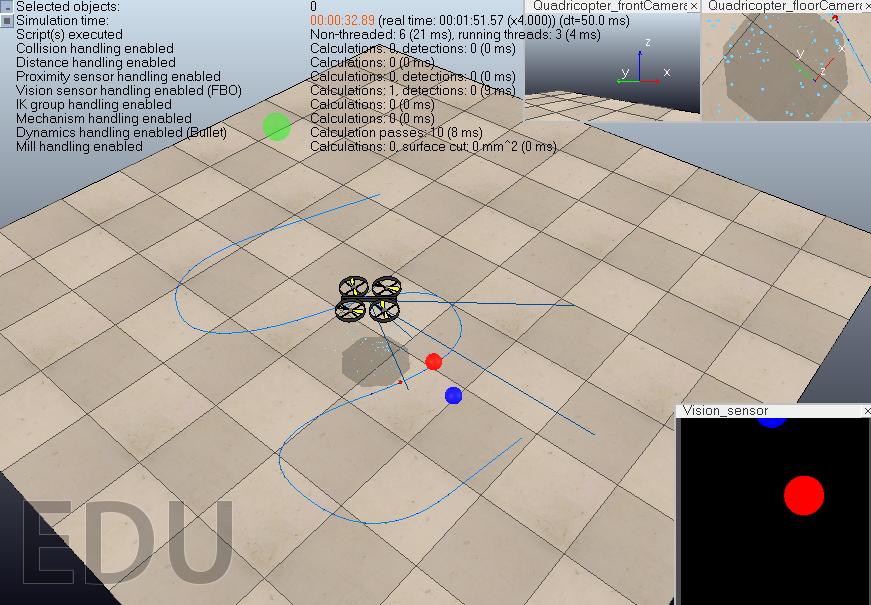 Selected objects: 0
Simulation time: 00:00:32.89 (real time: 00:01:51.57 (x4.000)) (dt=50.0 ms)
Script(s) executed Non-threaded: 6 (21 ms), running threads: 3 (4 ms)
Collision handling enabled Calculations: 0, detections: 0 (0 ms)
Distance handling enabled Calculations: 0 (0 ms)
Proximity sensor handling enabled Calculations: 0, detections: 0 (0 ms)
Vision sensor handling enabled (FBO) Calculations: 1, detections: 0 (9 ms)
IK group handling enabled Calculations: 0 (0 ms)
Mechanism handling enabled Calculations: 0 (0 ms)
Dynamics handling enabled (Bullet) Calculation passes: 10 (8 ms)
Mill handling enabled Calculations: 0, surface cut: 0 mm^2 (0 ms)
Quadricopter_frontCamera
z
y x
Quadricopter_floorCamera
y x
z
Vision_sensor
EDU